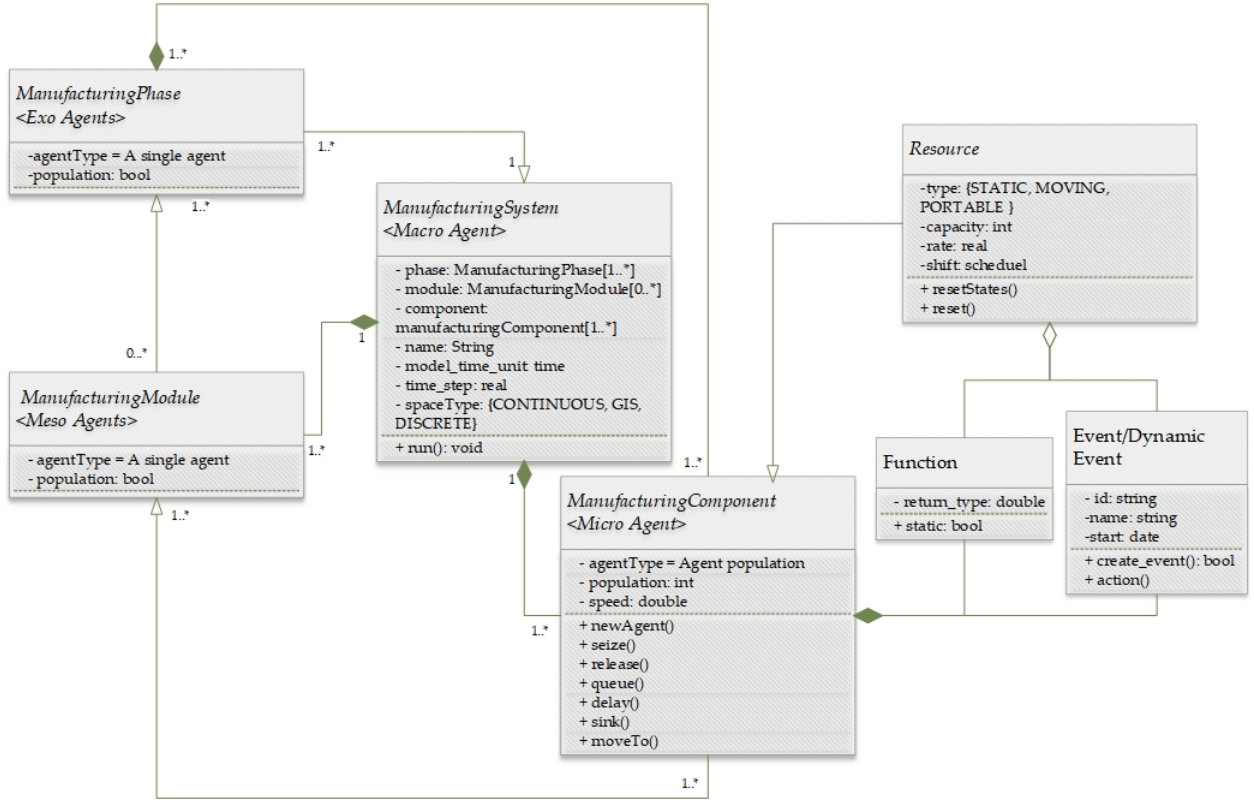 1..*
ManufacturingPhase
<Exo Agents>
-agentType = A single agent
-population: bool
1..*
1
1..*
ManufacturingSystem
<Macro Agent>
- phase: ManufacturingPhase[1..*]
- module: ManufacturingModule[0..*]
- component:
manufacturingComponent[1..*]
- name: String
- model_time_unit: time
- time_step: real
- spaceType: {CONTINUOUS, GIS,
DISCRETE}
+ run(): void
1
0...*
ManufacturingModule
<Meso Agents>
- agentType = A single agent
- population: bool
1..*
1..*
1
1..*
1..*
ManufacturingComponent
<Micro Agent>
- agentType = Agent population
- population: int
- speed: double
+ newAgent()
+ seize()
+ release()
+ queue()
+ delay()
+ sink()
+ moveTo()
1..*
Resource
-type: {STATIC, MOVING,
PORTABLE }
-capacity: int
-rate: real
-shift: scheduel
+ resetStates()
+ reset()
Function
- return_type: double
+ static: bool
Event/Dynamic
Event
- id: string
-name: string
-start: date
+ create_event(): bool
+ action()